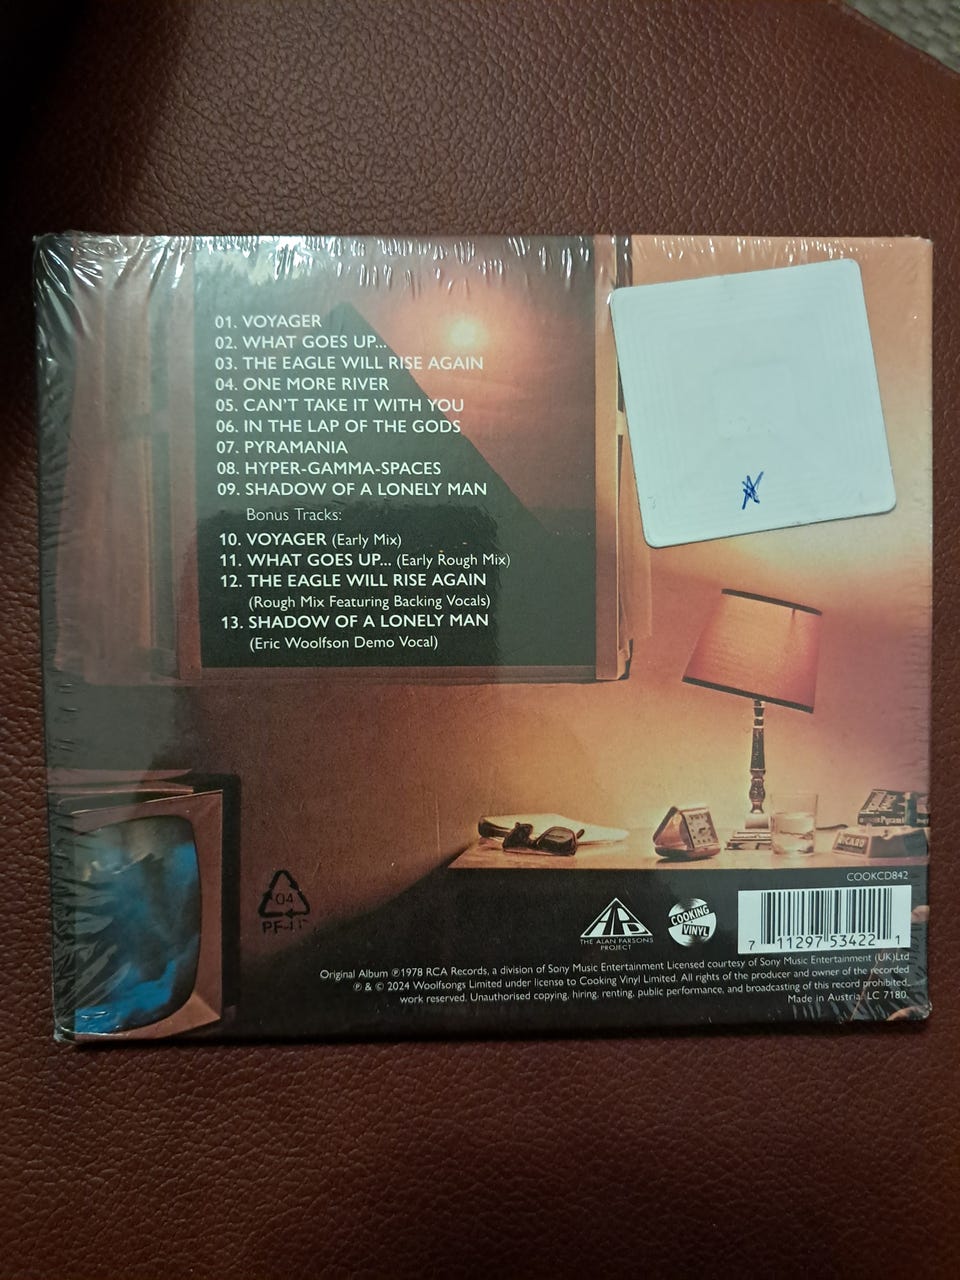 01. VOYAGER
02. WHAT GOES UP...
03. THE EAGLE WILL RISE AGAIN
04. ONE MORE RIVER
05. CAN'T TAKE IT WITH YOU
06. IN THE LAP OF THE GODS
07. PYRAMANIA
08. HYPER-GAMMA-SPACES
09. SHADOW OF A LONELY MAN
Bonus Tracks:
10. VOYAGER (Early Mix)
11. WHAT GOES UP... (Early Rough Mix)
12. THE EAGLE WILL RISE AGAIN
(Rough Mix Featuring Backing Vocals)
13. SHADOW OF A LONELY MAN
(Eric Woolfson Demo Vocal)
RICARD
COOKCD842
04
THE ALAN PARSONS
PROJECT
COOKING
VINYL
7 11297 53422 1
Original Album ℗1978 RCA Records, a division of Sony Music Entertainment Licensed courtesy of Sony Music Entertainment (UK)Ltd
℗ & © 2024 Woolfsongs Limited under license to Cooking Vinyl Limited. All rights of the producer and owner of the recorded
work reserved. Unauthorised copying, hiring, renting, public performance, and broadcasting of this record prohibited.
Made in Austria. LC 7180.